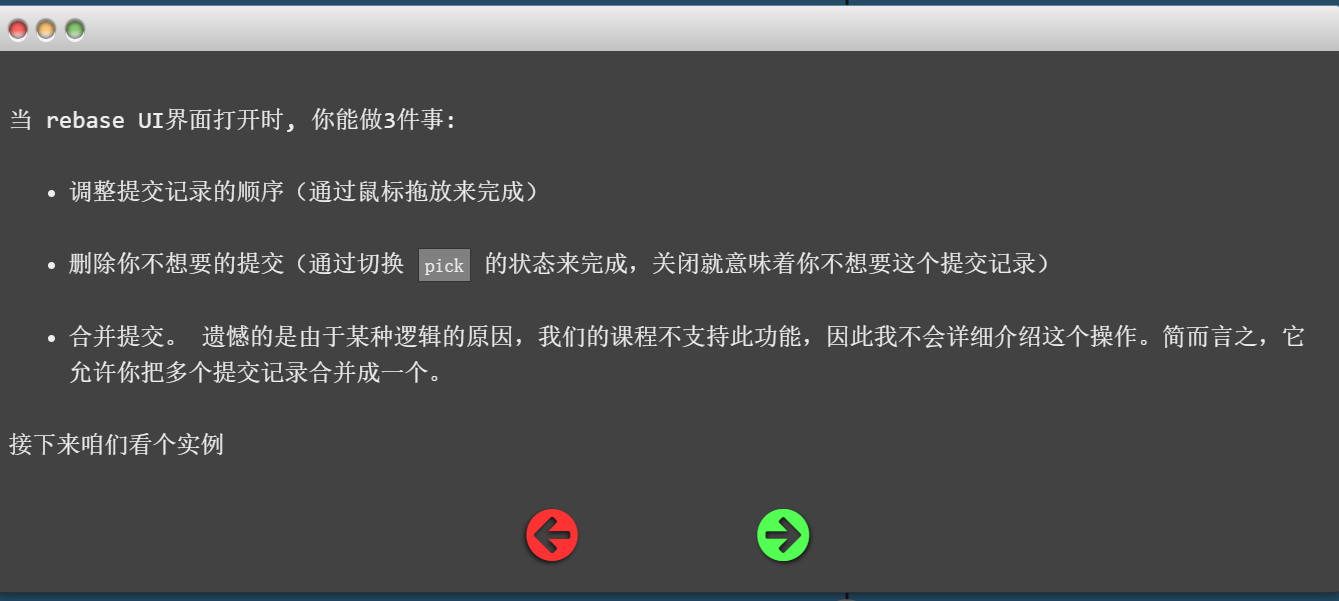 当 rebase UI界面打开时, 你能做3件事:
• 调整提交记录的顺序（通过鼠标拖放来完成）
• 删除你不想要的提交（通过切换 pick 的状态来完成，关闭就意味着你不想要这个提交记录）
• 合并提交。 遗憾的是由于某种逻辑的原因，我们的课程不支持此功能，因此我不会详细介绍这个操作。简而言之，它
允许你把多个提交记录合并成一个。
接下来咱们看个实例